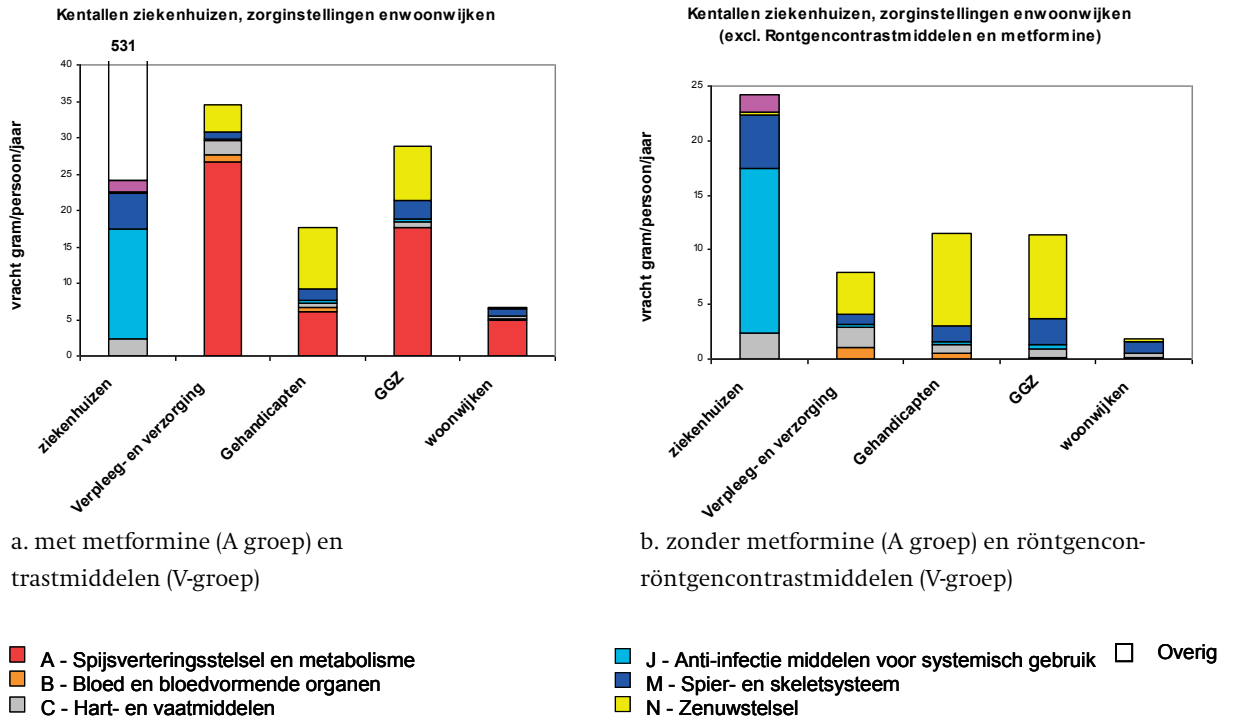 Kentallen ziekenhuizen, zorginstellingen enwoonwijken
531
vracht gram/persoon/jaar
40
35
30
25
20
15
10
5
0
ziekenhuizen
Verpleeg- en verzorging
Gehandicapten
GGZ
woonwijken
a. met metformine (A groep) en
trastmiddelen (V-groep)
Kentallen ziekenhuizen, zorginstellingen enwoonwijken
(excl. Rontgencontrastmiddelen en metformine)
vracht gram/persoon/jaar
25
20
15
10
5
0
ziekenhuizen
Verpleeg- en verzorging
Gehandicapten
GGZ
woonwijken
b. zonder metformine (A groep) en röntgencon-
röntgencontrastmiddelen (V-groep)
A - Spijsverteringsstelsel en metabolisme
B - Bloed en bloedvormende organen
C - Hart- en vaatmiddelen
J - Anti-infectie middelen voor systemisch gebruik
M - Spier- en skeletsysteem
N - Zenuwstelsel
Overig